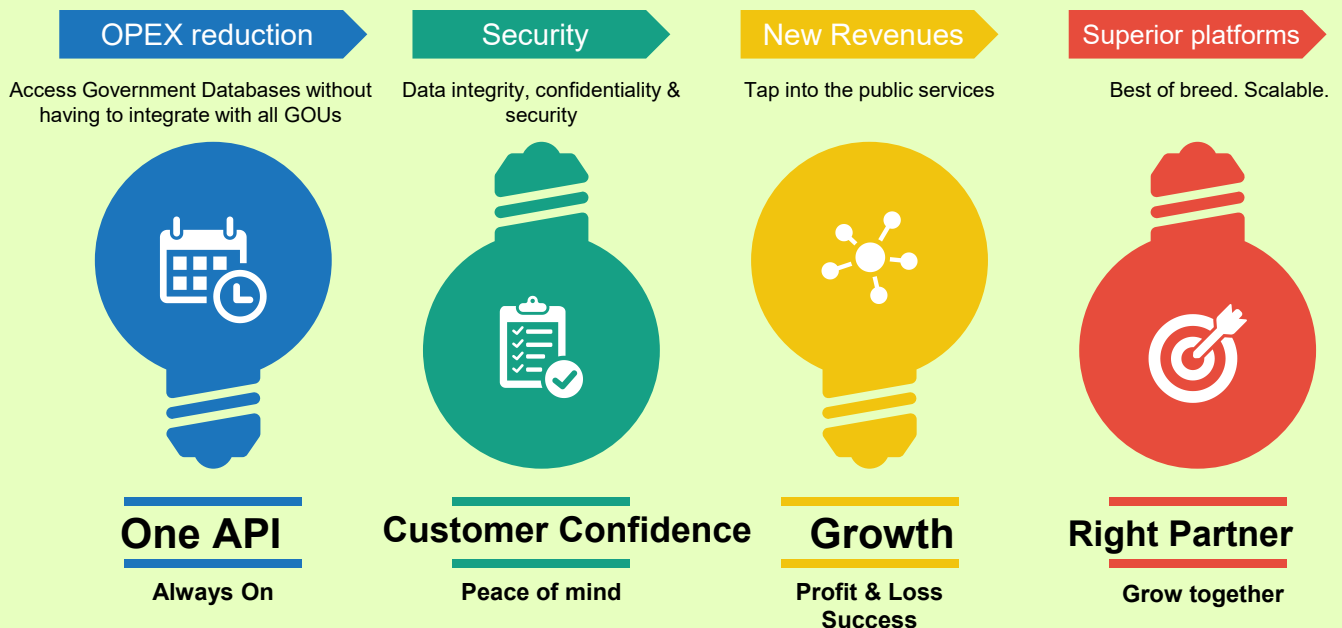 OPEX reduction
Access Government Databases without
having to integrate with all GOUs
One API
Always On
Security
Data integrity, confidentiality &
security
Customer Confidence
Peace of mind
New Revenues
Tap into the public services
Growth
Profit & Loss
Success
Superior platforms
Best of breed. Scalable.
Right Partner
Grow together